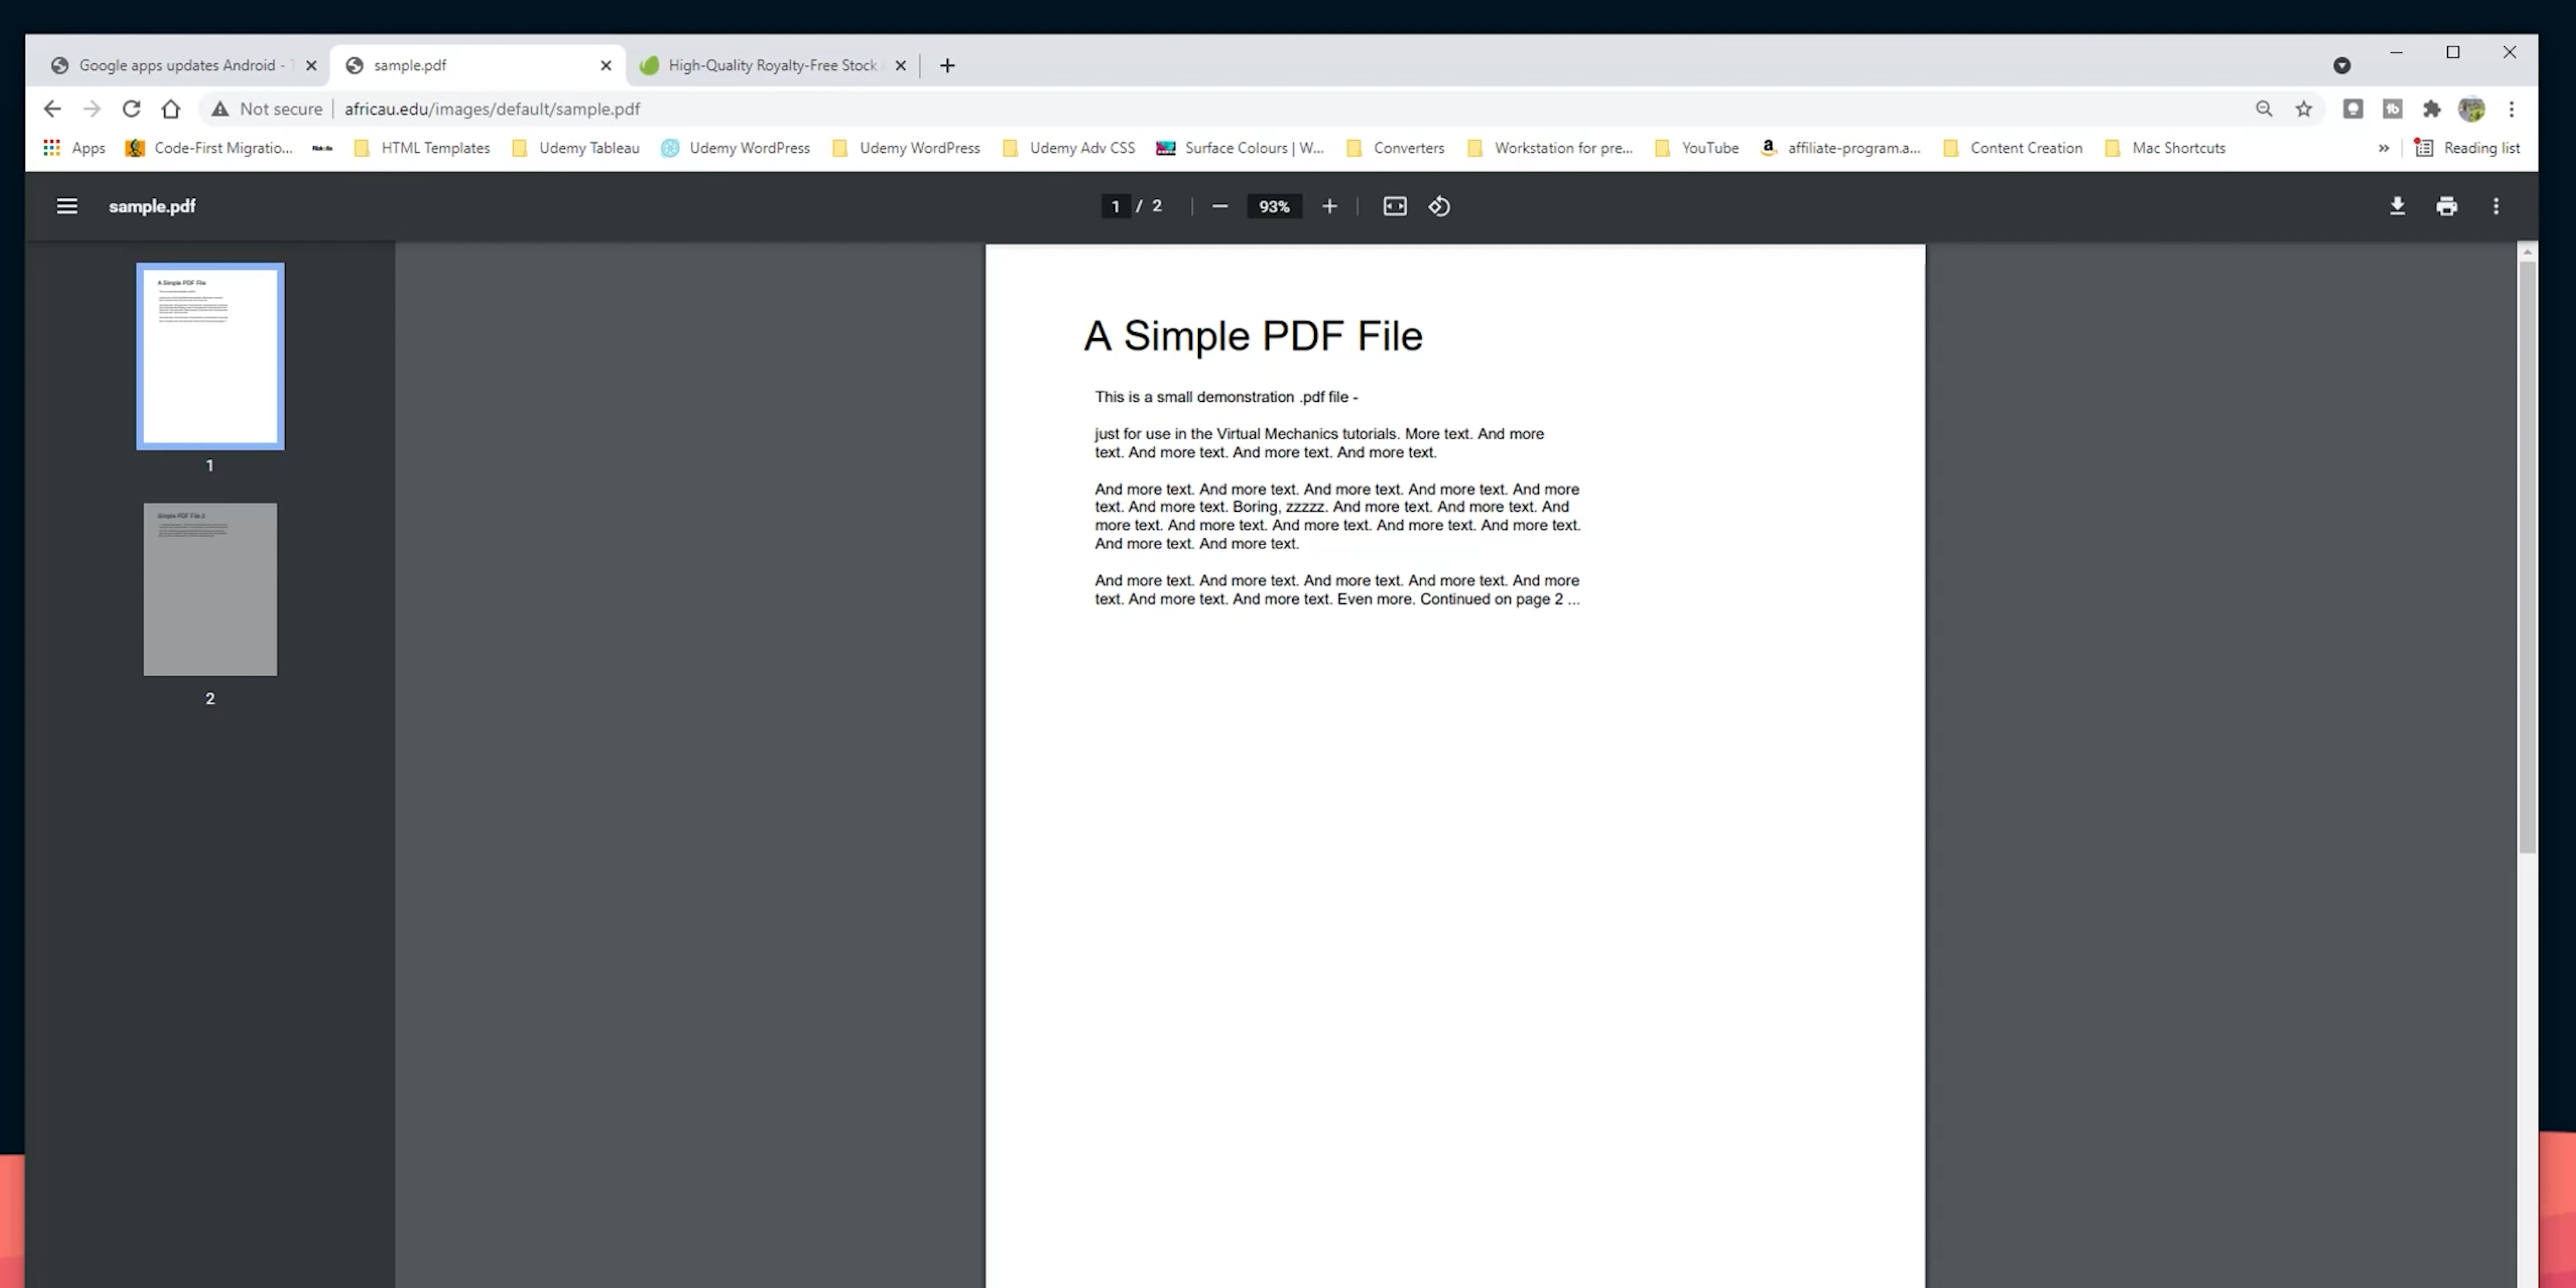 Google apps updates Android -
sample.pdf
High-Quality Royalty-Free Stock
Not secure
africau.edu/images/default/sample.pdf
Apps
Code-First Migratio...
HTML Templates
Udemy Tableau
Udemy WordPress
Udemy WordPress
Udemy Adv CSS
Surface Colours | W...
Converters
Workstation for pre...
YouTube
affiliate-program.a...
Content Creation
Mac Shortcuts
»
Reading list
sample.pdf
1 / 2
93%
A Simple PDF File
1
Simple PDF File 2
2
A Simple PDF File
This is a small demonstration .pdf file -
just for use in the Virtual Mechanics tutorials. More text. And more
text. And more text. And more text. And more text.
And more text. And more text. And more text. And more text. And more
text. And more text. Boring, zzzzz. And more text. And more text. And
more text. And more text. And more text. And more text. And more text.
And more text. And more text.
And more text. And more text. And more text. And more text. And more
text. And more text. And more text. Even more. Continued on page 2 ...